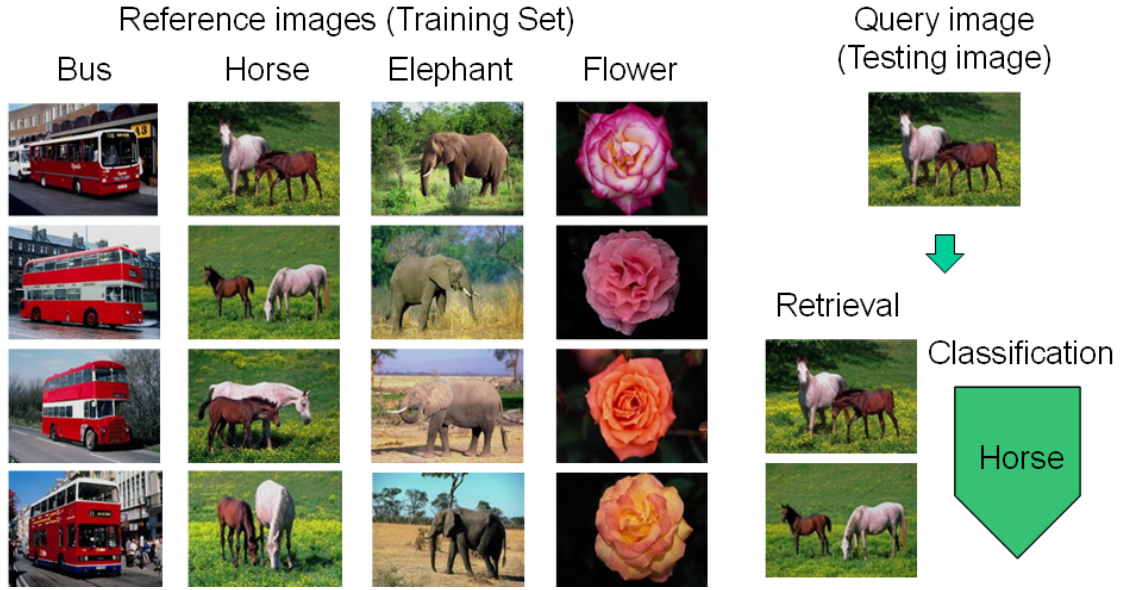 Reference images (Training Set)
Bus
Horse
Elephant
Flower
Query image
(Testing image)
Retrieval
Classification
Horse